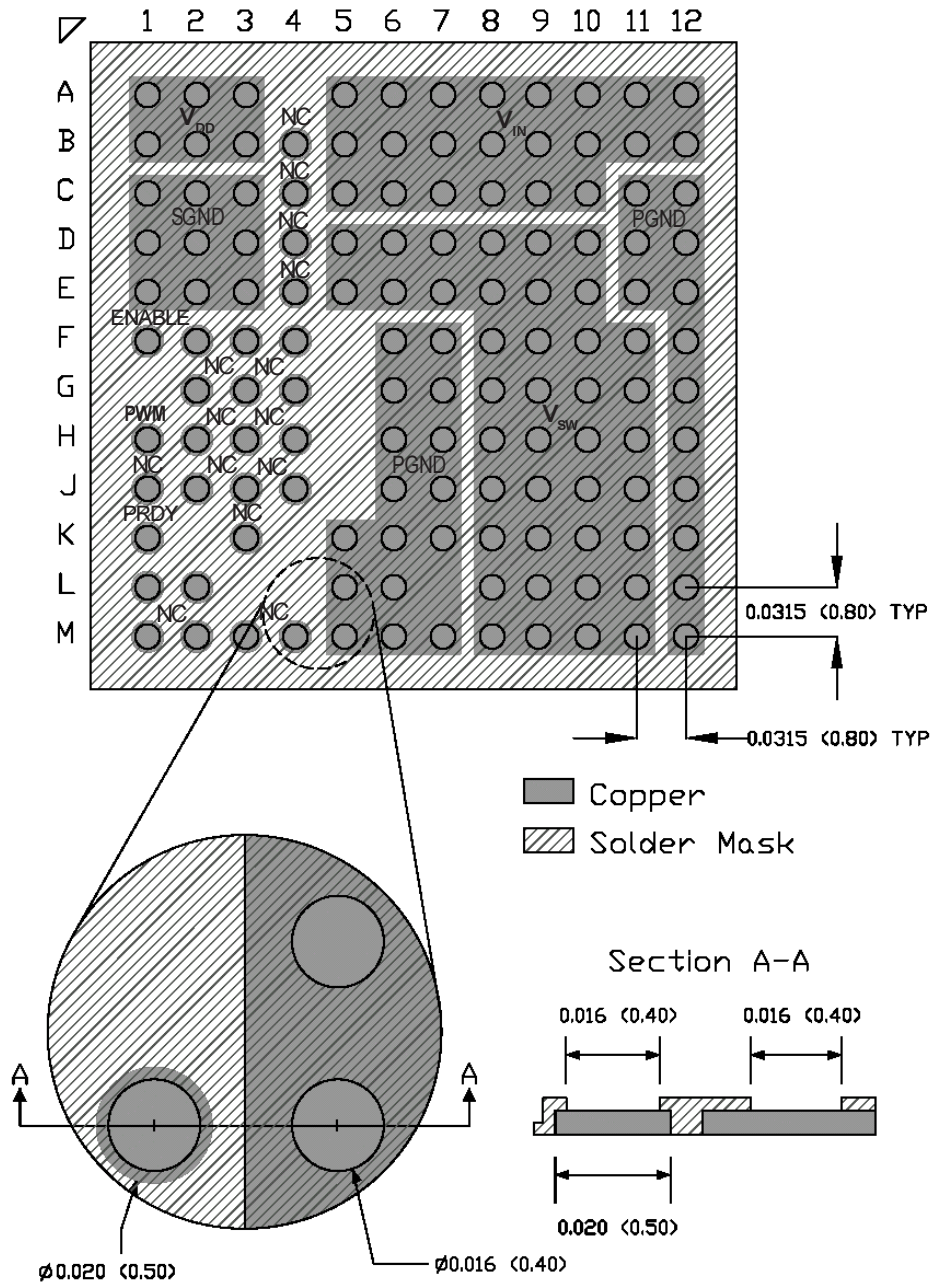 1 2 3 4 5 6 7 8 9 10 11 12
A
NC
V_DD
V_IN
B
NC
C
SGND
NC
PGND
D
NC
E
ENABLE
F
NC NC
G
PWM
NC NC
V_SW
H
NC
NC NC
PGND
J
PRDY
NC
K
L
0.0315 (0.80) TYP
NC
NC
M
0.0315 (0.80) TYP
Copper
Solder Mask
Section A-A
0.016 (0.40)
0.016 (0.40)
A
A
0.020 (0.50)
Ø0.020 (0.50)
Ø0.016 (0.40)